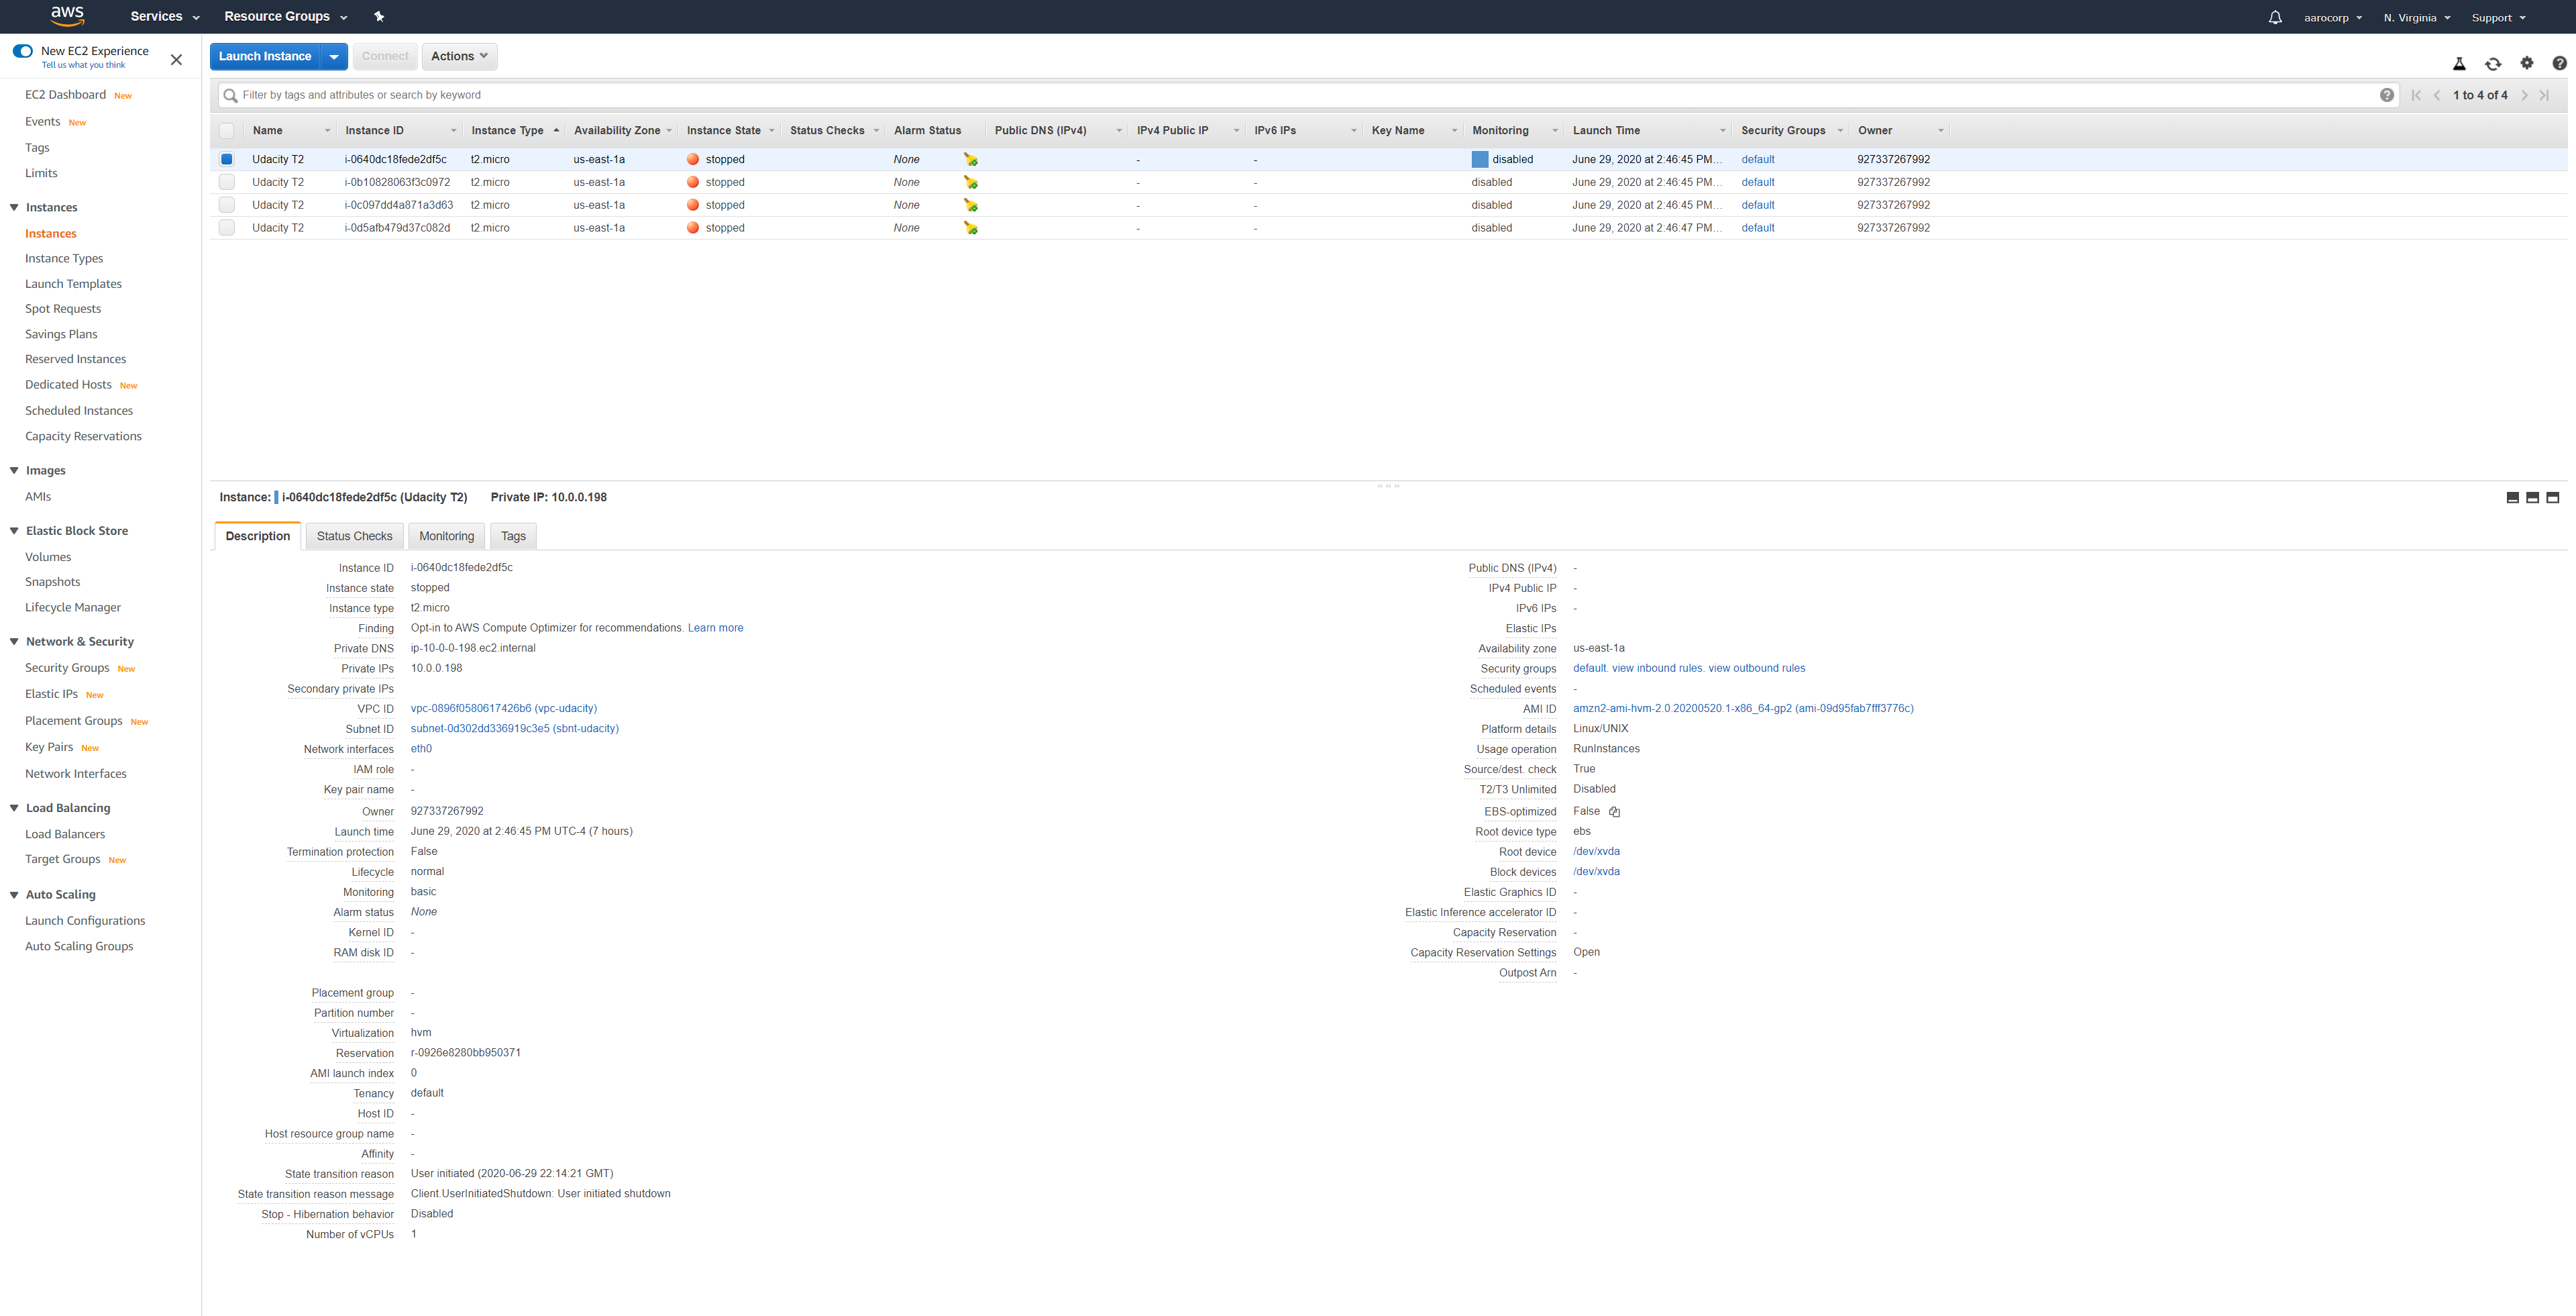 aws Services Resource Groups aarocorp N. Virginia Support
New EC2 Experience
Tell us what you think
EC2 Dashboard New
Events New
Tags
Limits
Instances
Instances
Instance Types
Launch Templates
Spot Requests
Savings Plans
Reserved Instances
Dedicated Hosts New
Scheduled Instances
Capacity Reservations
Images
AMIs
Elastic Block Store
Volumes
Snapshots
Lifecycle Manager
Network & Security
Security Groups New
Elastic IPs New
Placement Groups New
Key Pairs New
Network Interfaces
Load Balancing
Load Balancers
Target Groups New
Auto Scaling
Launch Configurations
Auto Scaling Groups
Launch Instance Connect Actions
Filter by tags and attributes or search by keyword 1 to 4 of 4
Name Instance ID Instance Type Availability Zone Instance State Status Checks Alarm Status Public DNS (IPv4) IPv4 Public IP IPv6 IPs Key Name Monitoring Launch Time Security Groups Owner
Udacity T2 i-0640dc18fede2df5c t2.micro us-east-1a stopped None - - disabled June 29, 2020 at 2:46:45 PM... default 927337267992
Udacity T2 i-0b10828063f3c0972 t2.micro us-east-1a stopped None - - disabled June 29, 2020 at 2:46:45 PM... default 927337267992
Udacity T2 i-0c097dd4a871a3d63 t2.micro us-east-1a stopped None - - disabled June 29, 2020 at 2:46:45 PM... default 927337267992
Udacity T2 i-0d5afb479d37c082d t2.micro us-east-1a stopped None - - disabled June 29, 2020 at 2:46:47 PM... default 927337267992
Instance: i-0640dc18fede2df5c (Udacity T2) Private IP: 10.0.0.198
Description Status Checks Monitoring Tags
Instance ID i-0640dc18fede2df5c
Instance state stopped
Instance type t2.micro
Finding Opt-in to AWS Compute Optimizer for recommendations. Learn more
Private DNS ip-10-0-0-198.ec2.internal
Private IPs 10.0.0.198
Secondary private IPs
VPC ID vpc-0896f0580617426b6 (vpc-udacity)
Subnet ID subnet-0d302dd336919c3e5 (sbnt-udacity)
Network interfaces eth0
IAM role -
Key pair name -
Owner 927337267992
Launch time June 29, 2020 at 2:46:45 PM UTC-4 (7 hours)
Termination protection False
Lifecycle normal
Monitoring basic
Alarm status None
Kernel ID -
RAM disk ID -
Placement group -
Partition number -
Virtualization hvm
Reservation r-0926e8280bb950371
AMI launch index 0
Tenancy default
Host ID -
Host resource group name -
Affinity -
State transition reason User initiated (2020-06-29 22:14:21 GMT)
State transition reason message Client.UserInitiatedShutdown: User initiated shutdown
Stop - Hibernation behavior Disabled
Number of vCPUs 1
Public DNS (IPv4) -
IPv4 Public IP -
IPv6 IPs -
Elastic IPs
Availability zone us-east-1a
Security groups default. view inbound rules. view outbound rules
Scheduled events -
AMI ID amzn2-ami-hvm-2.0.20200520.1-x86_64-gp2 (ami-09d95fab7fff3776c)
Platform details Linux/UNIX
Usage operation RunInstances
Source/dest. check True
T2/T3 Unlimited Disabled
EBS-optimized False
Root device type ebs
Root device /dev/xvda
Block devices /dev/xvda
Elastic Graphics ID -
Elastic Inference accelerator ID -
Capacity Reservation -
Capacity Reservation Settings Open
Outpost Arn -